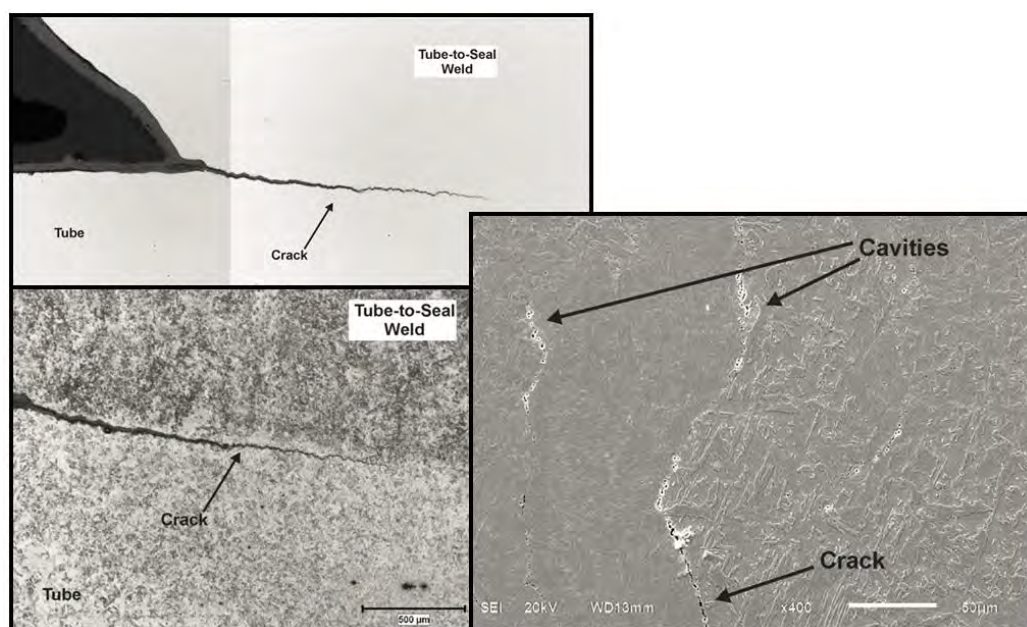 Tube-to-Seal
Weld
Tube
Crack
Tube-to-Seal
Weld
Crack
Tube
500 µm
Cavities
Crack
SEI 20kV WD13mm x400 50µm